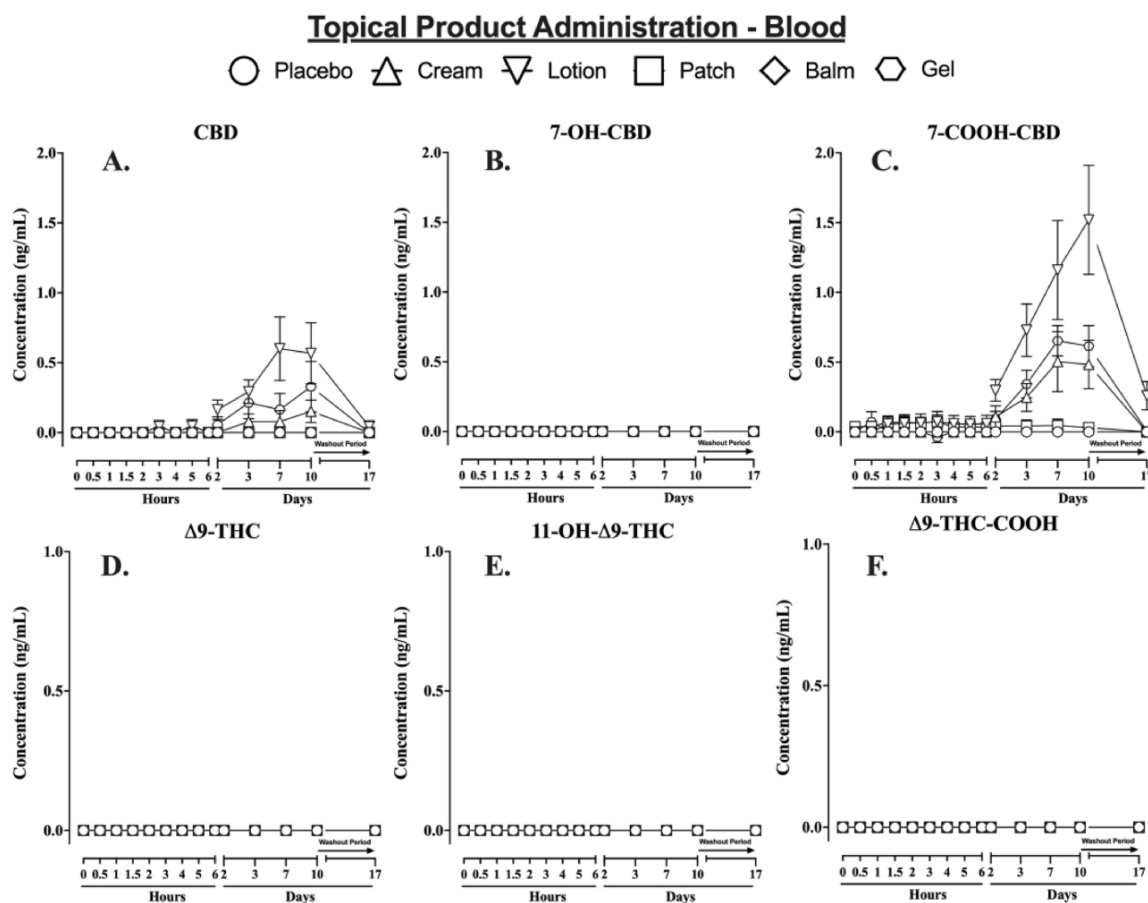 Topical Product Administration - Blood
Placebo Cream Lotion Patch Balm Gel
CBD
A.
Concentration (ng/mL)
2.0
1.5
1.0
0.5
0.0
Washout Period
0 0.5 1 1.5 2 3 4 5 6 2 3 7 10 17
Hours Days
7-OH-CBD
B.
Concentration (ng/mL)
2.0
1.5
1.0
0.5
0.0
Washout Period
0 0.5 1 1.5 2 3 4 5 6 2 3 7 10 17
Hours Days
7-COOH-CBD
C.
Concentration (ng/mL)
2.0
1.5
1.0
0.5
0.0
Washout Period
0 0.5 1 1.5 2 3 4 5 6 2 3 7 10 17
Hours Days
Δ9-THC
D.
Concentration (ng/mL)
1.0
0.5
0.0
Washout Period
0 0.5 1 1.5 2 3 4 5 6 2 3 7 10 17
Hours Days
11-OH-Δ9-THC
E.
Concentration (ng/mL)
1.0
0.5
0.0
Washout Period
0 0.5 1 1.5 2 3 4 5 6 2 3 7 10 17
Hours Days
Δ9-THC-COOH
F.
Concentration (ng/mL)
1.0
0.5
0.0
Washout Period
0 0.5 1 1.5 2 3 4 5 6 2 3 7 10 17
Hours Days